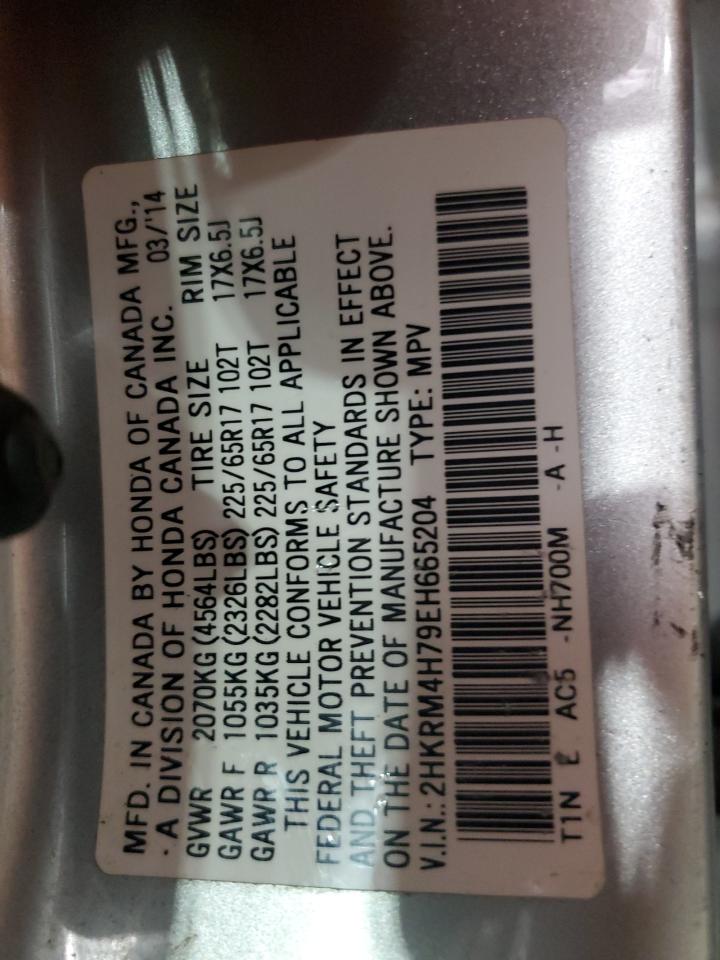 MFD. IN CANADA BY HONDA OF CANADA MFG.,
. A DIVISION OF HONDA CANADA INC. 03/'14
GVWR 2070KG (4564LBS) TIRE SIZE RIM SIZE
GAWR F 1055KG (2326LBS) 225/65R17 102T 17X6.5J
GAWR R 1035KG (2282LBS) 225/65R17 102T 17X6.5J
THIS VEHICLE CONFORMS TO ALL APPLICABLE
FEDERAL MOTOR VEHICLE SAFETY
AND THEFT PREVENTION STANDARDS IN EFFECT
ON THE DATE OF MANUFACTURE SHOWN ABOVE.
V.I.N.: 2HKRM4H79EH665204 TYPE: MPV
T1N E AC5 -NH700M -A -H